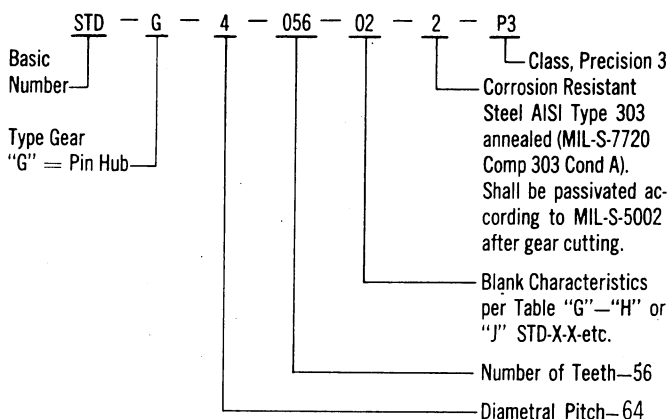 STD — G — 4 — 056 — 02 — 2 — P3
Class, Precision 3
Basic
Number
Corrosion Resistant
Steel AISI Type 303
annealed (MIL-S-7720
Comp 303 Cond A).
Shall be passivated ac-
cording to MIL-S-5002
after gear cutting.
Type Gear
"G" = Pin Hub
Blank Characteristics
per Table "G"—"H" or
"J" STD-X-X-etc.
Number of Teeth—56
Diametral Pitch—64